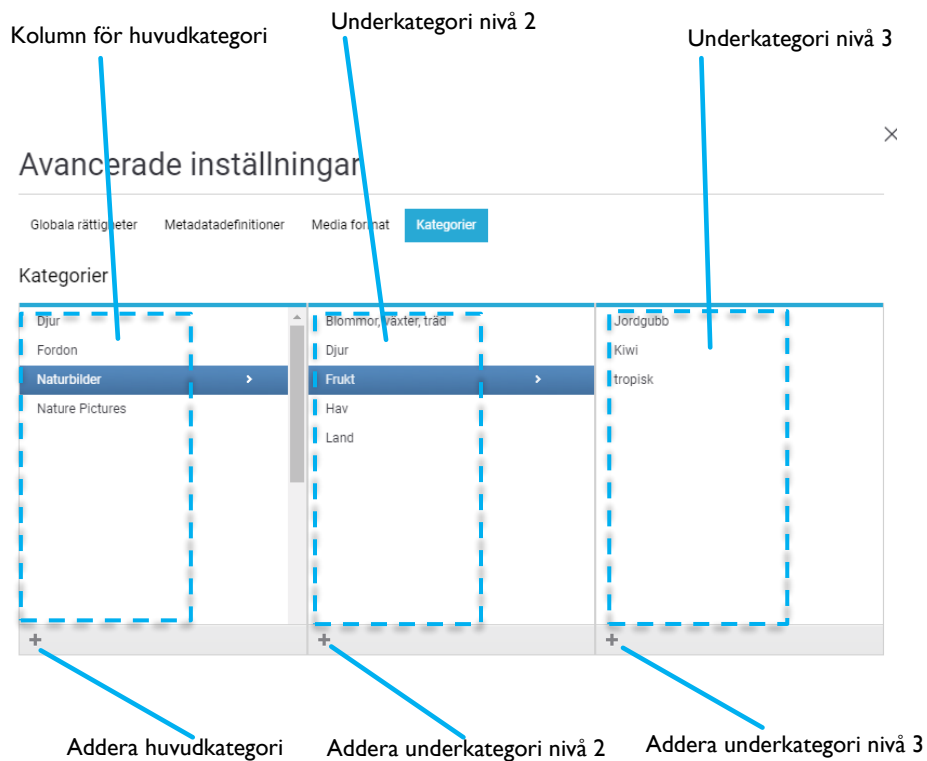 Kolumn för huvudkategori
Underkategori nivå 2
Underkategori nivå 3
Avancerade inställningar
Globala rättigheter
Metadatadefinitioner
Media format
Kategorier
Kategorier
Djur
Fordon
Naturbilder
Nature Pictures
Blommor, växter, träd
Djur
Frukt
Hav
Land
Jordgubb
Kiwi
tropisk
Addera huvudkategori
Addera underkategori nivå 2
Addera underkategori nivå 3